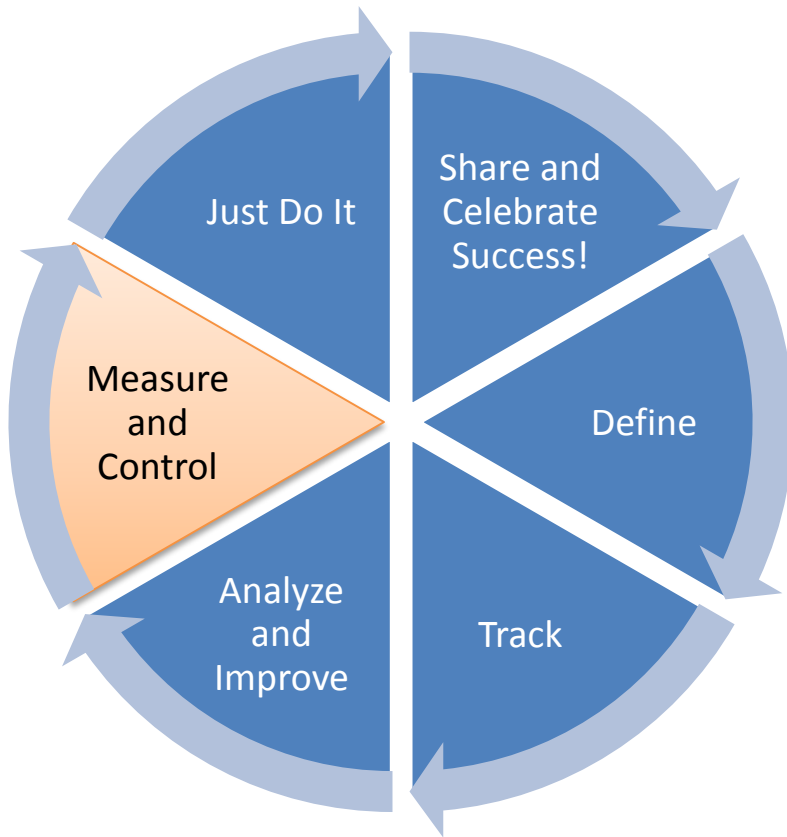 Share and
Celebrate
Success!
Define
Track
Analyze
and
Improve
Measure
and
Control
Just Do It